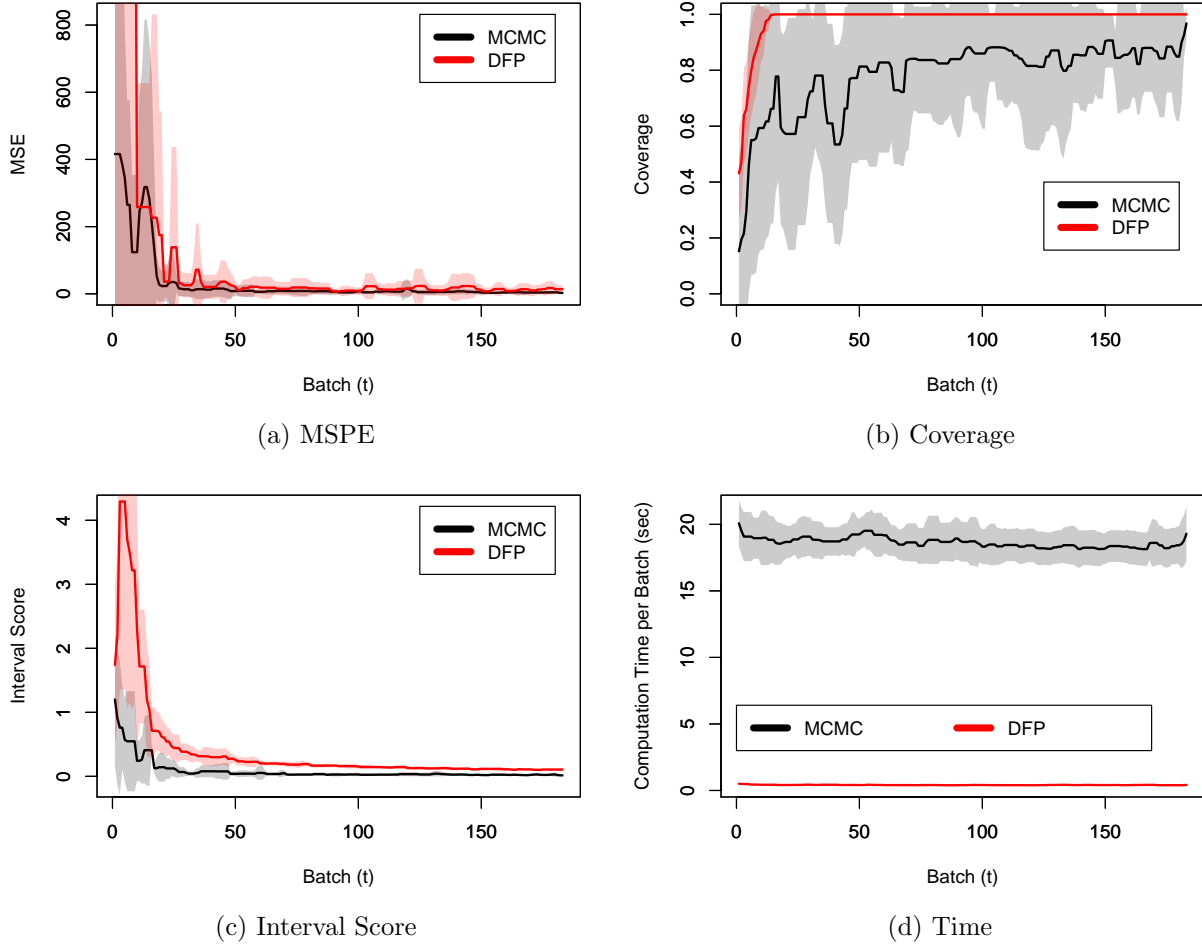 MSE
800
600
400
200
0
MCMC
DFP
0 50 100 150
Batch (t)
(a) MSPE
Coverage
1.0
0.8
0.6
0.4
0.2
0.0
MCMC
DFP
0 50 100 150
Batch (t)
(b) Coverage
Interval Score
4
3
2
1
0
MCMC
DFP
0 50 100 150
Batch (t)
(c) Interval Score
Computation Time per Batch (sec)
20
15
10
5
0
MCMC DFP
0 50 100 150
Batch (t)
(d) Time